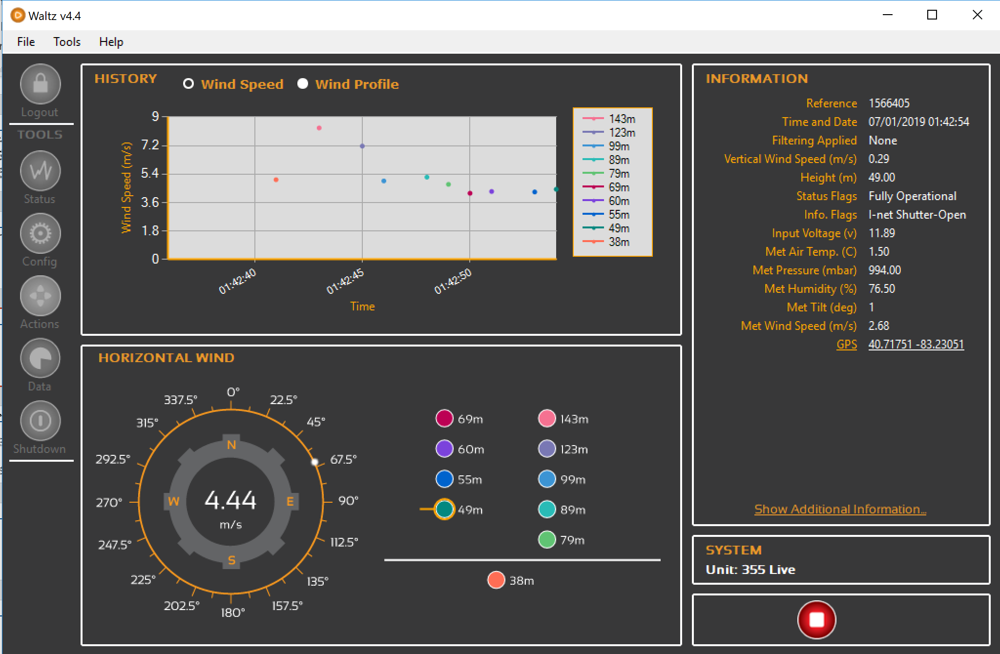 Waltz v4.4
File Tools Help
Logout
TOOLS
Status
Config
Actions
Data
Shutdown
HISTORY
Wind Speed Wind Profile
Wind Speed (m/s)
9
7.2
5.4
3.6
1.8
0
01:42:40 01:42:45 01:42:50
Time
143m
123m
99m
89m
79m
69m
60m
55m
49m
38m
HORIZONTAL WIND
0°
22.5°
45°
67.5°
90°
112.5°
135°
157.5°
180°
202.5°
225°
247.5°
270°
292.5°
315°
337.5°
N
E
S
W
4.44
m/s
69m
60m
55m
49m
143m
123m
99m
89m
79m
38m
INFORMATION
Reference 1566405
Time and Date 07/01/2019 01:42:54
Filtering Applied None
Vertical Wind Speed (m/s) 0.29
Height (m) 49.00
Status Flags Fully Operational
Info. Flags I-net Shutter-Open
Input Voltage (v) 11.89
Met Air Temp. (C) 1.50
Met Pressure (mbar) 994.00
Met Humidity (%) 76.50
Met Tilt (deg) 1
Met Wind Speed (m/s) 2.68
GPS 40.71751 -83.23051
Show Additional Information...
SYSTEM
Unit: 355 Live